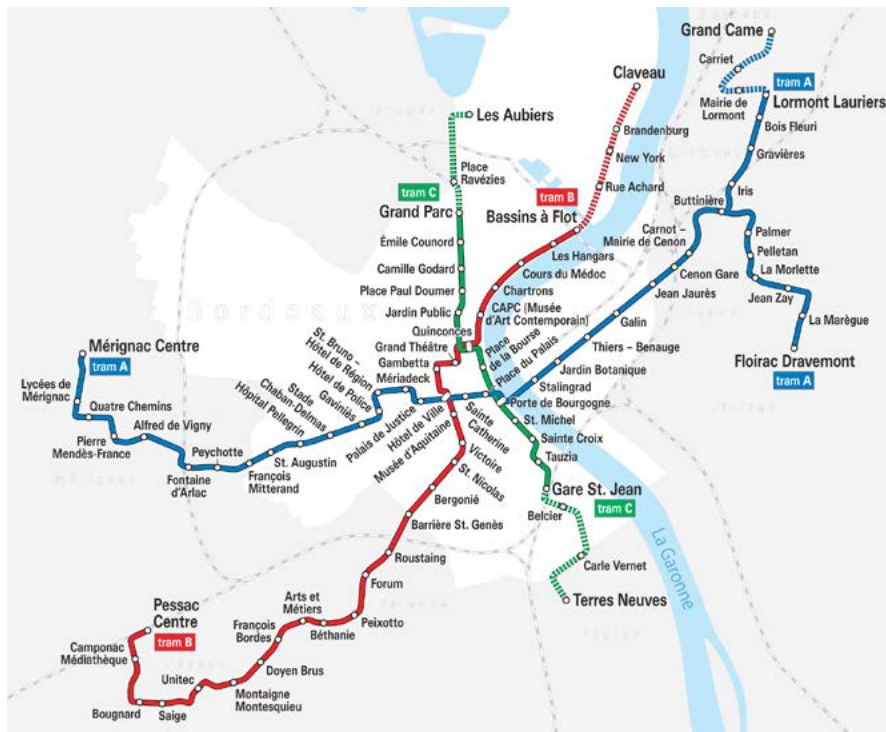 Grand Came
Carriet
tram A
Mairie de
Lormont
Lormont Lauriers
Bois Fleuri
Gravières
Iris
Buttinière
Claveau
Brandenburg
New York
Rue Achard
tram B
Bassins à Flot
Les Hangars
Cours du Médoc
Chartrons
CAPC (Musée
d'Art Contemporain)
Les Aubiers
Place
Ravézies
tram C
Grand Parc
Émile Counord
Camille Godard
Place Paul Doumer
Jardin Public
Quinconces
Grand Théâtre
Gambetta
Mériadeck
Bordeaux
Carnot –
Mairie de Cenon
Cenon Gare
Jean Jaurès
Galin
Thiers – Benauge
Jardin Botanique
Stalingrad
Porte de Bourgogne
Palmer
Pelletan
La Morlette
Jean Zay
La Marègue
Floirac Dravemont
tram A
Place
de la Bourse
Place du Palais
St. Michel
Sainte Croix
Tauzia
Gare St. Jean
tram C
Belcier
Carle Vernet
Terres Neuves
La Garonne
Mérignac Centre
tram A
Lycées de
Mérignac
Quatre Chemins
Pierre
Mendès-France
Alfred de Vigny
Fontaine
d'Arlac
Peychotte
François
Mitterand
St. Augustin
Hôpital Pellegrin
Stade
Chaban-Delmas
Gaviniès
Hôtel de Police
St. Bruno –
Hôtel de Région
Palais de Justice
Hôtel de Ville
Musée d'Aquitaine
Sainte
Catherine
Victoire
St. Nicolas
Bergonié
Barrière St. Genès
Roustaing
Forum
Peixotto
Béthanie
Arts et
Métiers
François
Bordes
Doyen Brus
Montaigne
Montesquieu
Unitec
Saige
Bougnard
Camponac
Médiathèque
Pessac
Centre
tram B